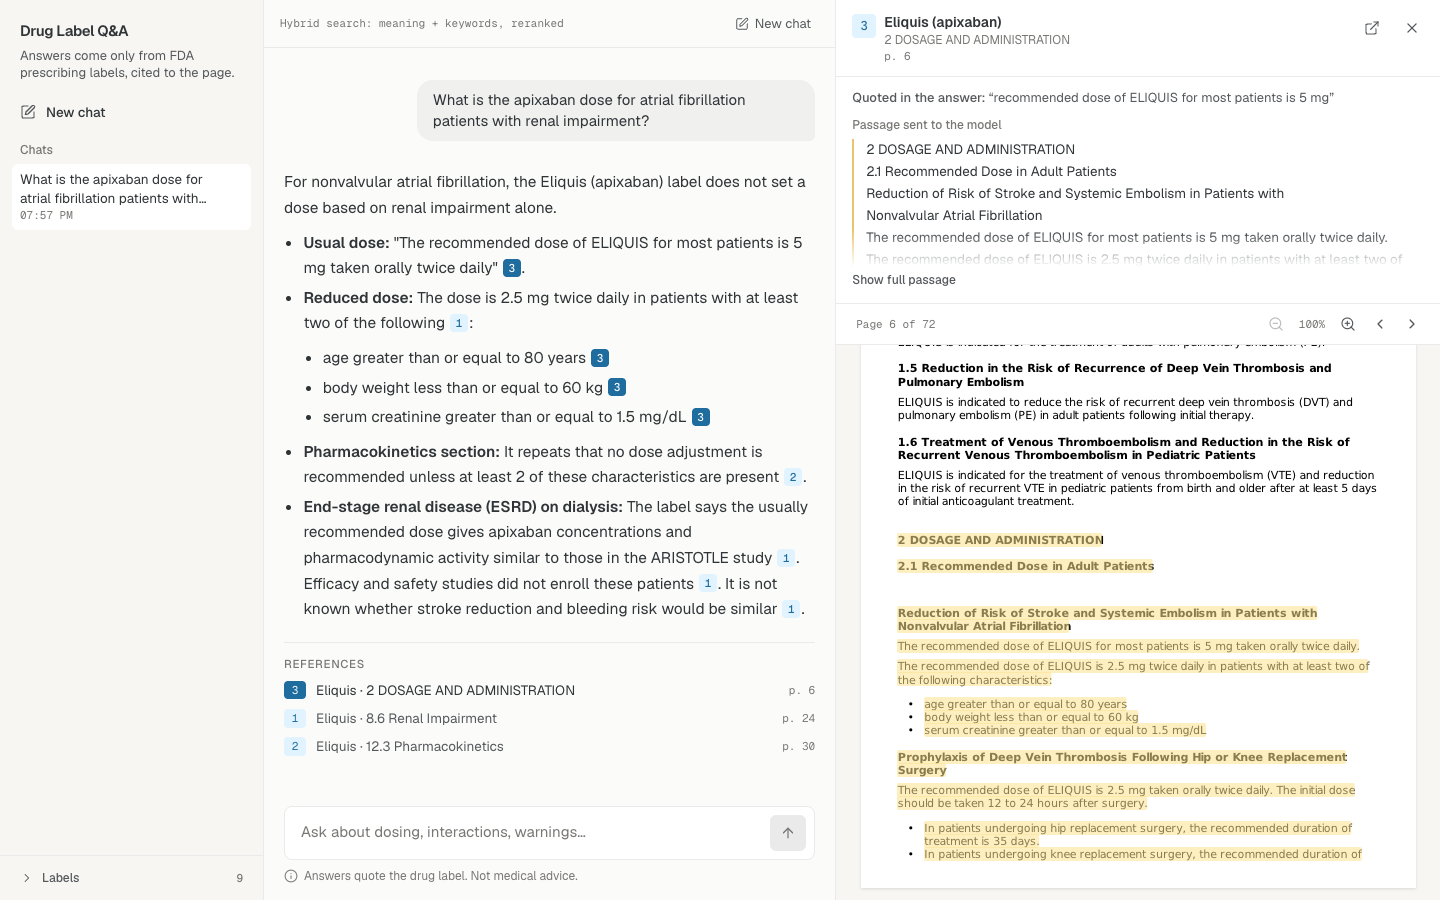 Drug Label Q&A
Answers come only from FDA
prescribing labels, cited to the page.
New chat
Chats
What is the apixaban dose for
atrial fibrillation patients with…
07:57 PM
Labels
9
Hybrid search: meaning + keywords, reranked
New chat
What is the apixaban dose for atrial fibrillation
patients with renal impairment?
For nonvalvular atrial fibrillation, the Eliquis (apixaban) label does not set a
dose based on renal impairment alone.
• Usual dose: "The recommended dose of ELIQUIS for most patients is 5
mg taken orally twice daily" 3.
• Reduced dose: The dose is 2.5 mg twice daily in patients with at least
two of the following 1:
• age greater than or equal to 80 years 3
• body weight less than or equal to 60 kg 3
• serum creatinine greater than or equal to 1.5 mg/dL 3
• Pharmacokinetics section: It repeats that no dose adjustment is
recommended unless at least 2 of these characteristics are present 2.
• End-stage renal disease (ESRD) on dialysis: The label says the usually
recommended dose gives apixaban concentrations and
pharmacodynamic activity similar to those in the ARISTOTLE study 1.
Efficacy and safety studies did not enroll these patients 1. It is not
known whether stroke reduction and bleeding risk would be similar 1.
REFERENCES
3 Eliquis · 2 DOSAGE AND ADMINISTRATION p. 6
1 Eliquis · 8.6 Renal Impairment p. 24
2 Eliquis · 12.3 Pharmacokinetics p. 30
Ask about dosing, interactions, warnings…
Answers quote the drug label. Not medical advice.
3 Eliquis (apixaban)
2 DOSAGE AND ADMINISTRATION
p. 6
Quoted in the answer: “recommended dose of ELIQUIS for most patients is 5 mg”
Passage sent to the model
2 DOSAGE AND ADMINISTRATION
2.1 Recommended Dose in Adult Patients
Reduction of Risk of Stroke and Systemic Embolism in Patients with
Nonvalvular Atrial Fibrillation
The recommended dose of ELIQUIS for most patients is 5 mg taken orally twice daily.
The recommended dose of ELIQUIS is 2.5 mg twice daily in patients with at least two of
Show full passage
Page 6 of 72
100%
1.5 Reduction in the Risk of Recurrence of Deep Vein Thrombosis and
Pulmonary Embolism
ELIQUIS is indicated to reduce the risk of recurrent deep vein thrombosis (DVT) and
pulmonary embolism (PE) in adult patients following initial therapy.
1.6 Treatment of Venous Thromboembolism and Reduction in the Risk of
Recurrent Venous Thromboembolism in Pediatric Patients
ELIQUIS is indicated for the treatment of venous thromboembolism (VTE) and reduction
in the risk of recurrent VTE in pediatric patients from birth and older after at least 5 days
of initial anticoagulant treatment.
2 DOSAGE AND ADMINISTRATION
2.1 Recommended Dose in Adult Patients
Reduction of Risk of Stroke and Systemic Embolism in Patients with
Nonvalvular Atrial Fibrillation
The recommended dose of ELIQUIS for most patients is 5 mg taken orally twice daily.
The recommended dose of ELIQUIS is 2.5 mg twice daily in patients with at least two of
the following characteristics:
• age greater than or equal to 80 years
• body weight less than or equal to 60 kg
• serum creatinine greater than or equal to 1.5 mg/dL
Prophylaxis of Deep Vein Thrombosis Following Hip or Knee Replacement
Surgery
The recommended dose of ELIQUIS is 2.5 mg taken orally twice daily. The initial dose
should be taken 12 to 24 hours after surgery.
• In patients undergoing hip replacement surgery, the recommended duration of
treatment is 35 days.
• In patients undergoing knee replacement surgery, the recommended duration of